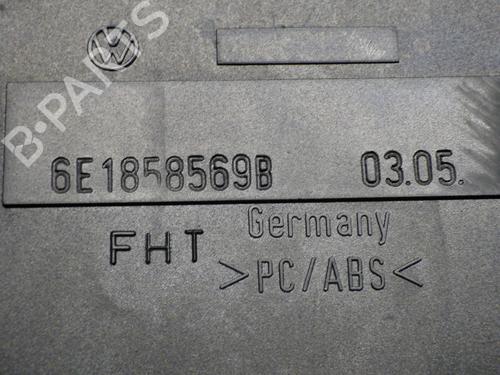 B-PARTS
6E1858569B 03.05.
FHT Germany
>PC/ABS<